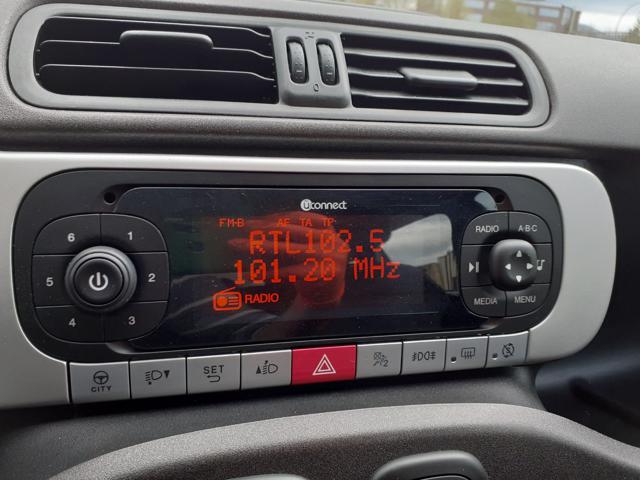 Uconnect
FM-B AF TA TP
RTL102.5
101.20 MHz
RADIO
6 1
5 2
4 3
RADIO A·B·C
MEDIA MENU
CITY
SET
2